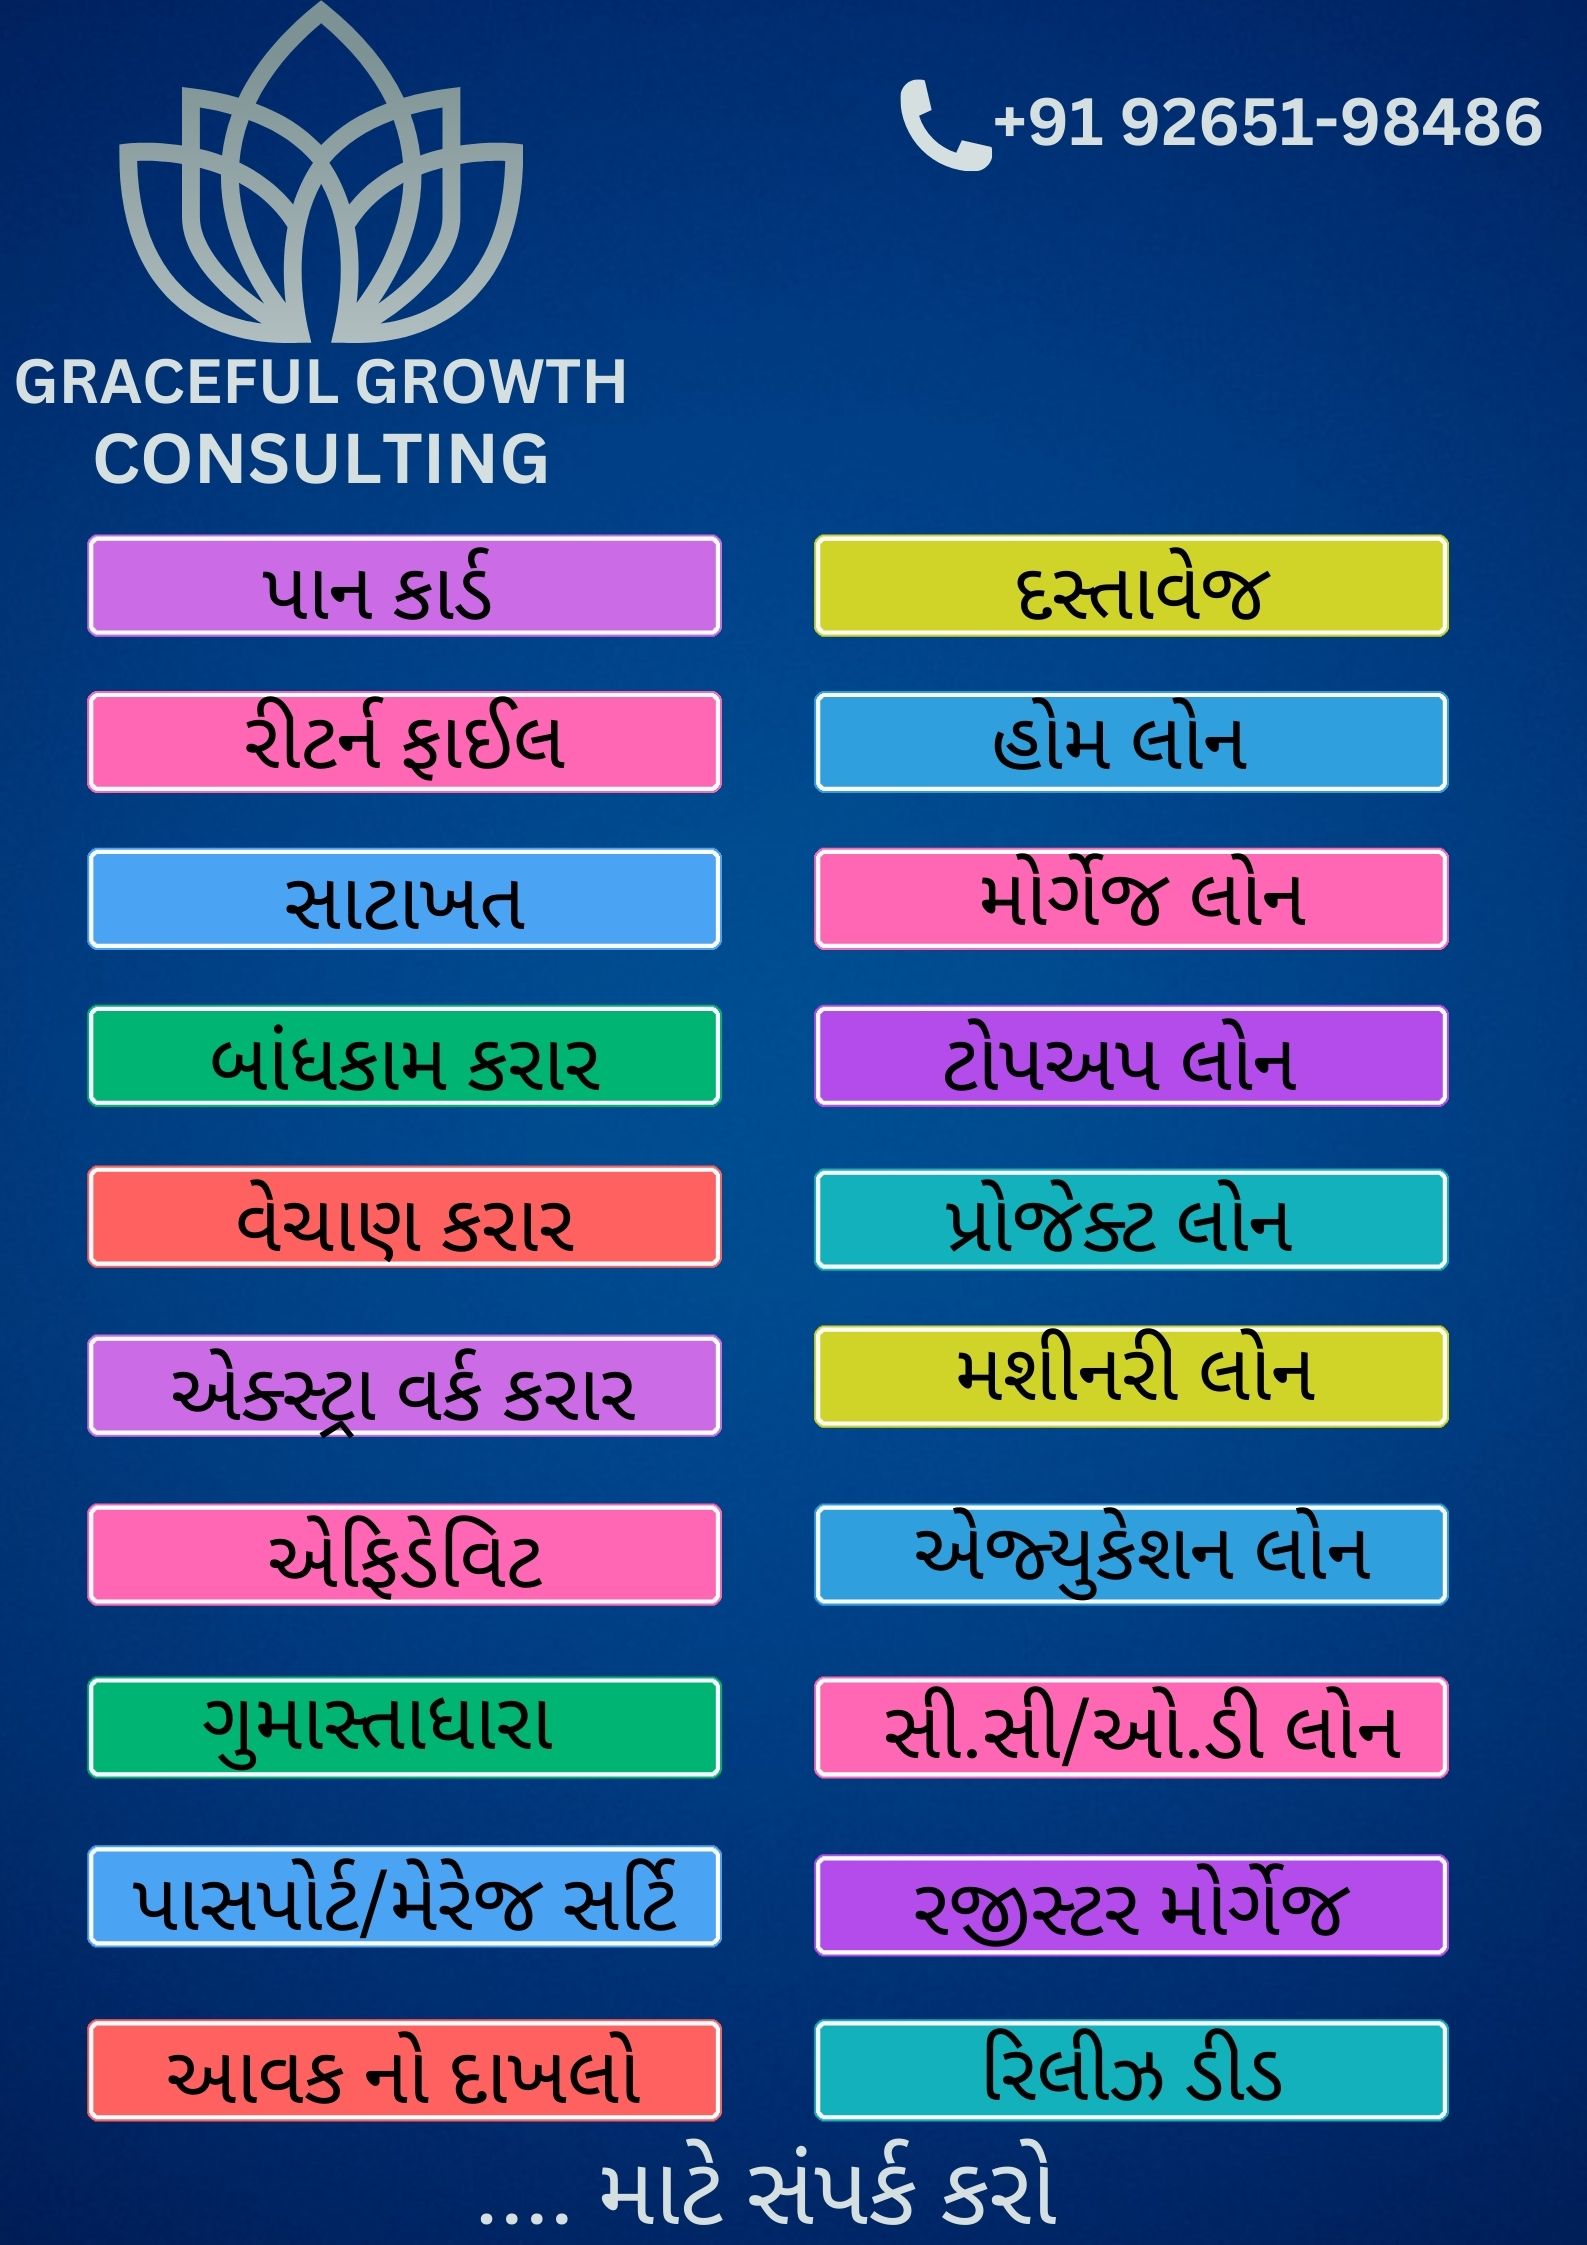 +91 92651-98486
GRACEFUL GROWTH
CONSULTING
પાન કાર્ડ
દસ્તાવેજ
રીટર્ન ફાઈલ
હોમ લોન
સાટાખત
મોર્ગેજ લોન
બાંધકામ કરાર
ટોપઅપ લોન
વેચાણ કરાર
પ્રોજેક્ટ લોન
એક્સ્ટ્રા વર્ક કરાર
મશીનરી લોન
એફિડેવિટ
એજ્યુકેશન લોન
ગુમાસ્તાધારા
સી.સી/ઓ.ડી લોન
પાસપોર્ટ/મેરેજ સર્ટિ
રજીસ્ટર મોર્ગેજ
આવક નો દાખલો
રિલીઝ ડીડ
.... માટે સંપર્ક કરો